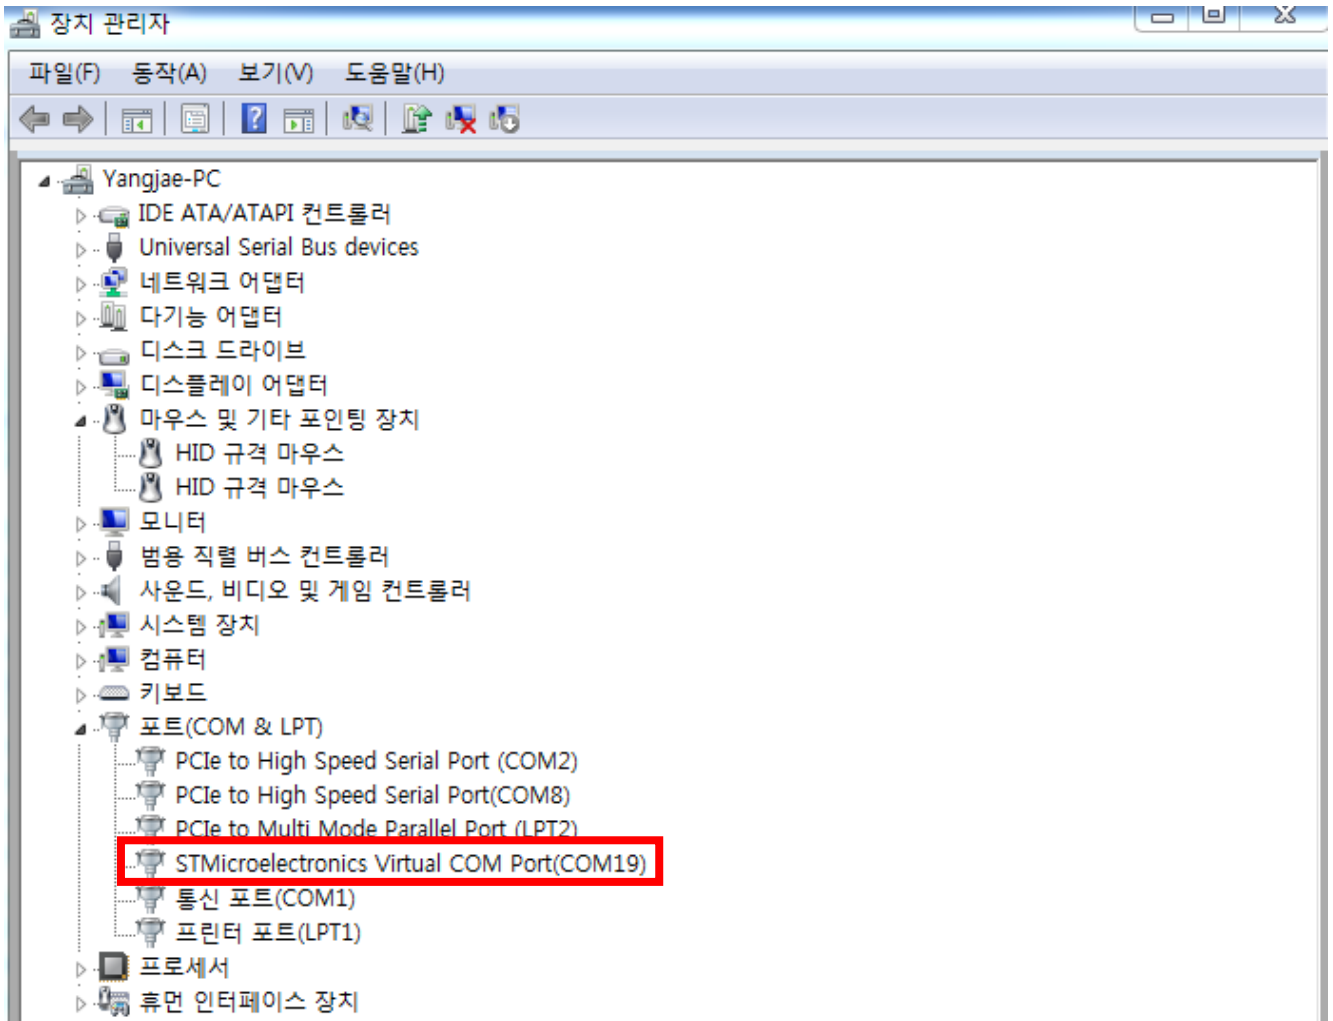 장치 관리자
파일(F) 동작(A) 보기(V) 도움말(H)
Yangjae-PC
IDE ATA/ATAPI 컨트롤러
Universal Serial Bus devices
네트워크 어댑터
다기능 어댑터
디스크 드라이브
디스플레이 어댑터
마우스 및 기타 포인팅 장치
HID 규격 마우스
HID 규격 마우스
모니터
범용 직렬 버스 컨트롤러
사운드, 비디오 및 게임 컨트롤러
시스템 장치
컴퓨터
키보드
포트(COM & LPT)
PCIe to High Speed Serial Port (COM2)
PCIe to High Speed Serial Port(COM8)
PCIe to Multi Mode Parallel Port (LPT2)
STMicroelectronics Virtual COM Port(COM19)
통신 포트(COM1)
프린터 포트(LPT1)
프로세서
휴먼 인터페이스 장치